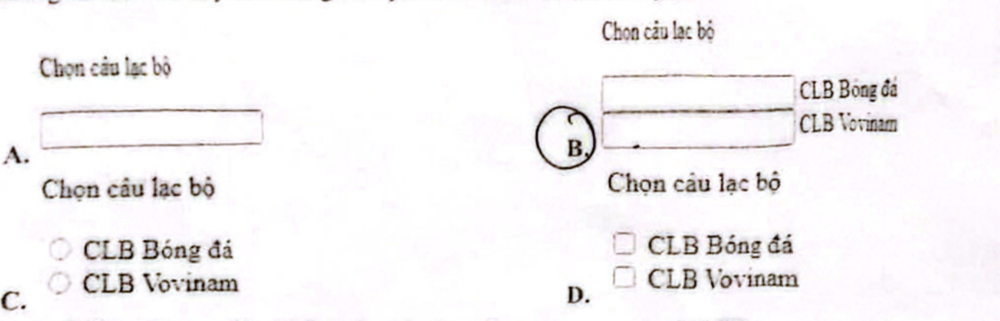 Chọn câu lạc bộ
A.
Chọn câu lạc bộ
CLB Bóng đá
CLB Vovinam
B.
Chọn câu lạc bộ
CLB Bóng đá
CLB Vovinam
C.
Chọn câu lạc bộ
CLB Bóng đá
CLB Vovinam
D.